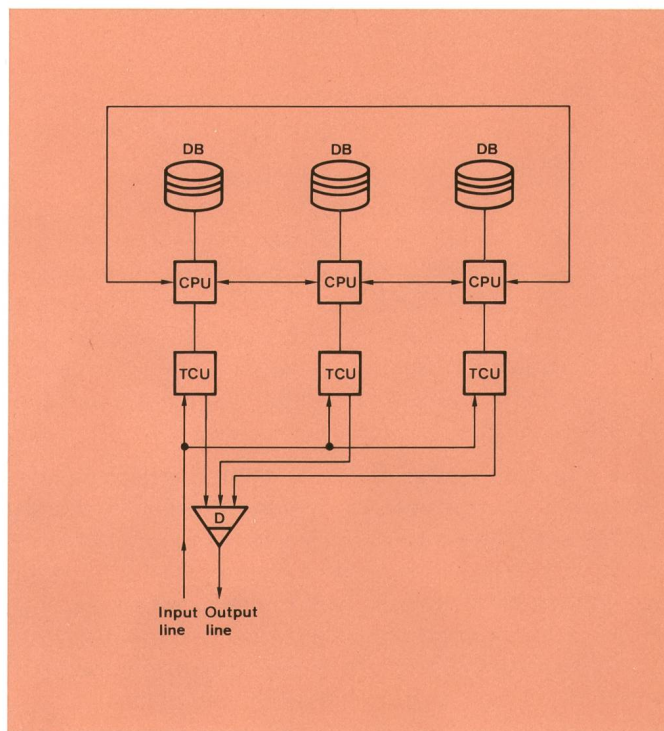 DB DB DB
CPU CPU CPU
TCU TCU TCU
D
Input Output
line line